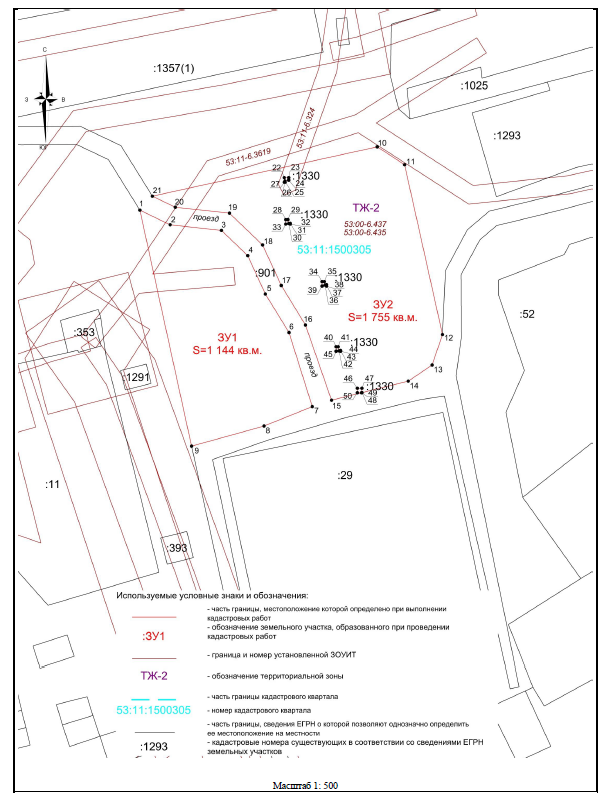 :1357(1)
С
З
В
Ю
:1025
:1293
53:11-6.324
53:11-6.3619
10
11
22
23
:1330
27
24
26
25
21
20
1
19
проезд
2
3
28
29
:1330
32
33
31
30
ТЖ-2
53:00-6.437
53:00-6.435
53:11:1500305
18
4
:901
17
5
34
35
:1330
38
39
37
36
ЗУ2
S=1 755 кв.м.
:52
:353
ЗУ1
S=1 144 кв.м.
6
16
40
41
:1330
44
45
43
42
12
проезд
:1291
46
47
:1330
50
49
48
13
14
15
7
8
9
:11
:29
:393
Используемые условные знаки и обозначения:
- часть границы, местоположение которой определено при выполнении
кадастровых работ
:ЗУ1
- обозначение земельного участка, образованного при проведении
кадастровых работ
- граница и номер установленной ЗОУИТ
ТЖ-2
- обозначение территориальной зоны
- часть границы кадастрового квартала
53:11:1500305
- номер кадастрового квартала
- часть границы, сведения ЕГРН о которой позволяют однозначно определить
ее местоположение на местности
:1293
- кадастровые номера существующих в соответствии со сведениями ЕГРН
земельных участков
Масштаб 1: 500